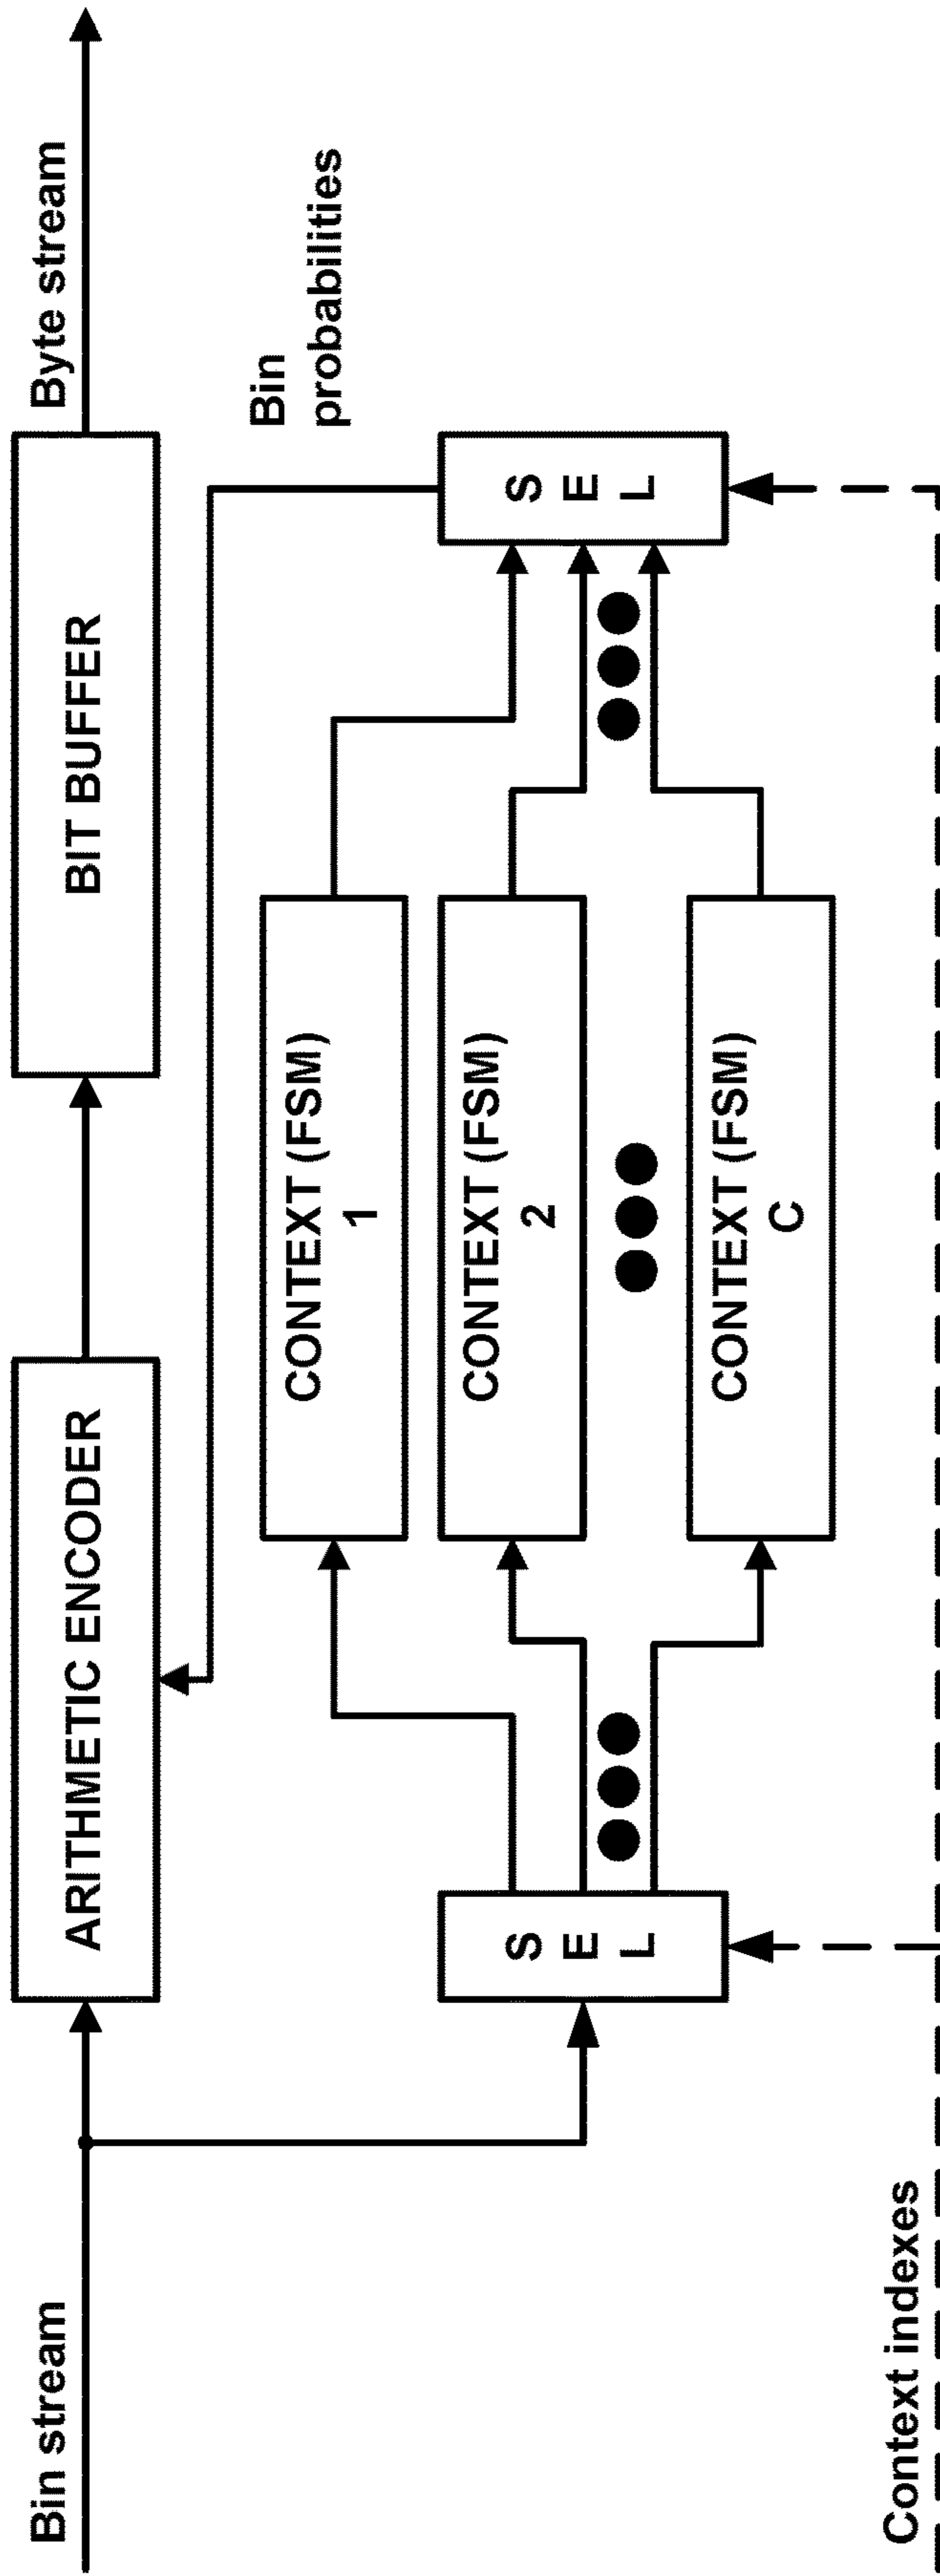 Bin stream
ARITHMETIC ENCODER
BIT BUFFER
Byte stream
Bin
probabilities
CONTEXT (FSM)
1
CONTEXT (FSM)
2
CONTEXT (FSM)
C
S
E
L
S
E
L
Context indexes